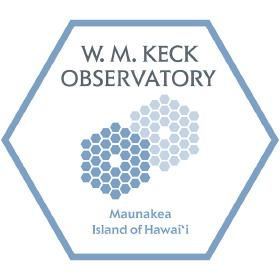 W. M. KECK
OBSERVATORY
Maunakea
Island of Hawaiʻi